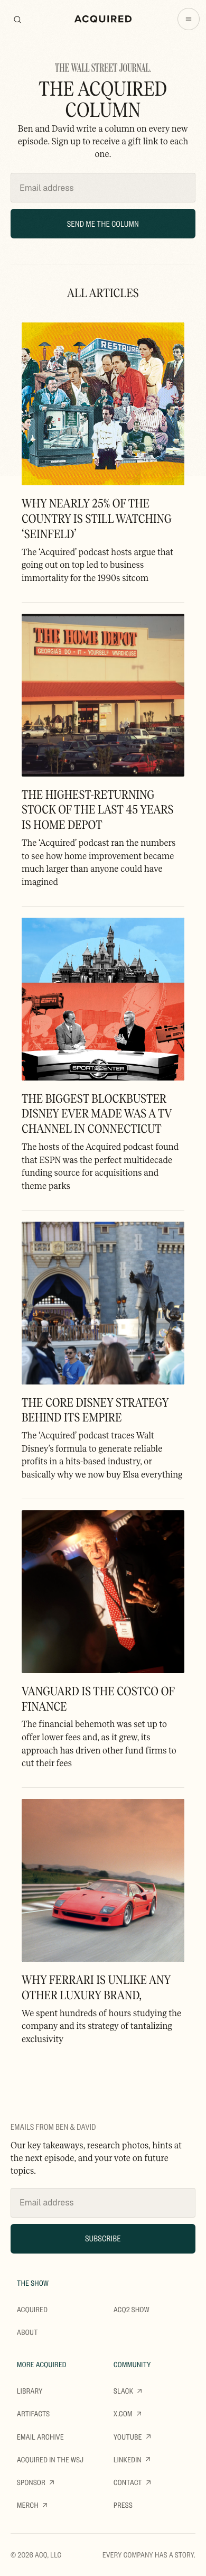 ACQUIRED
THE WALL STREET JOURNAL.
THE ACQUIRED
COLUMN
Ben and David write a column on every new
episode. Sign up to receive a gift link to each
one.
Email address
SEND ME THE COLUMN
ALL ARTICLES
RESTAURANT
WHY NEARLY 25% OF THE
COUNTRY IS STILL WATCHING
‘SEINFELD’
The ‘Acquired’ podcast hosts argue that
going out on top led to business
immortality for the 1990s sitcom
THE HOME DEPOT
THE HIGHEST-RETURNING
STOCK OF THE LAST 45 YEARS
IS HOME DEPOT
The ‘Acquired’ podcast ran the numbers
to see how home improvement became
much larger than anyone could have
imagined
SPORTSCENTER
THE BIGGEST BLOCKBUSTER
DISNEY EVER MADE WAS A TV
CHANNEL IN CONNECTICUT
The hosts of the Acquired podcast found
that ESPN was the perfect multidecade
funding source for acquisitions and
theme parks
THE CORE DISNEY STRATEGY
BEHIND ITS EMPIRE
The ‘Acquired’ podcast traces Walt
Disney’s formula to generate reliable
profits in a hits-based industry, or
basically why we now buy Elsa everything
VANGUARD IS THE COSTCO OF
FINANCE
The financial behemoth was set up to
offer lower fees and, as it grew, its
approach has driven other fund firms to
cut their fees
WHY FERRARI IS UNLIKE ANY
OTHER LUXURY BRAND,
We spent hundreds of hours studying the
company and its strategy of tantalizing
exclusivity
EMAILS FROM BEN & DAVID
Our key takeaways, research photos, hints at
the next episode, and your vote on future
topics.
Email address
SUBSCRIBE
THE SHOW
ACQUIRED
ACQ2 SHOW
ABOUT
MORE ACQUIRED
COMMUNITY
LIBRARY
SLACK
ARTIFACTS
X.COM
EMAIL ARCHIVE
YOUTUBE
ACQUIRED IN THE WSJ
LINKEDIN
SPONSOR
CONTACT
MERCH
PRESS
© 2026 ACQ, LLC
EVERY COMPANY HAS A STORY.